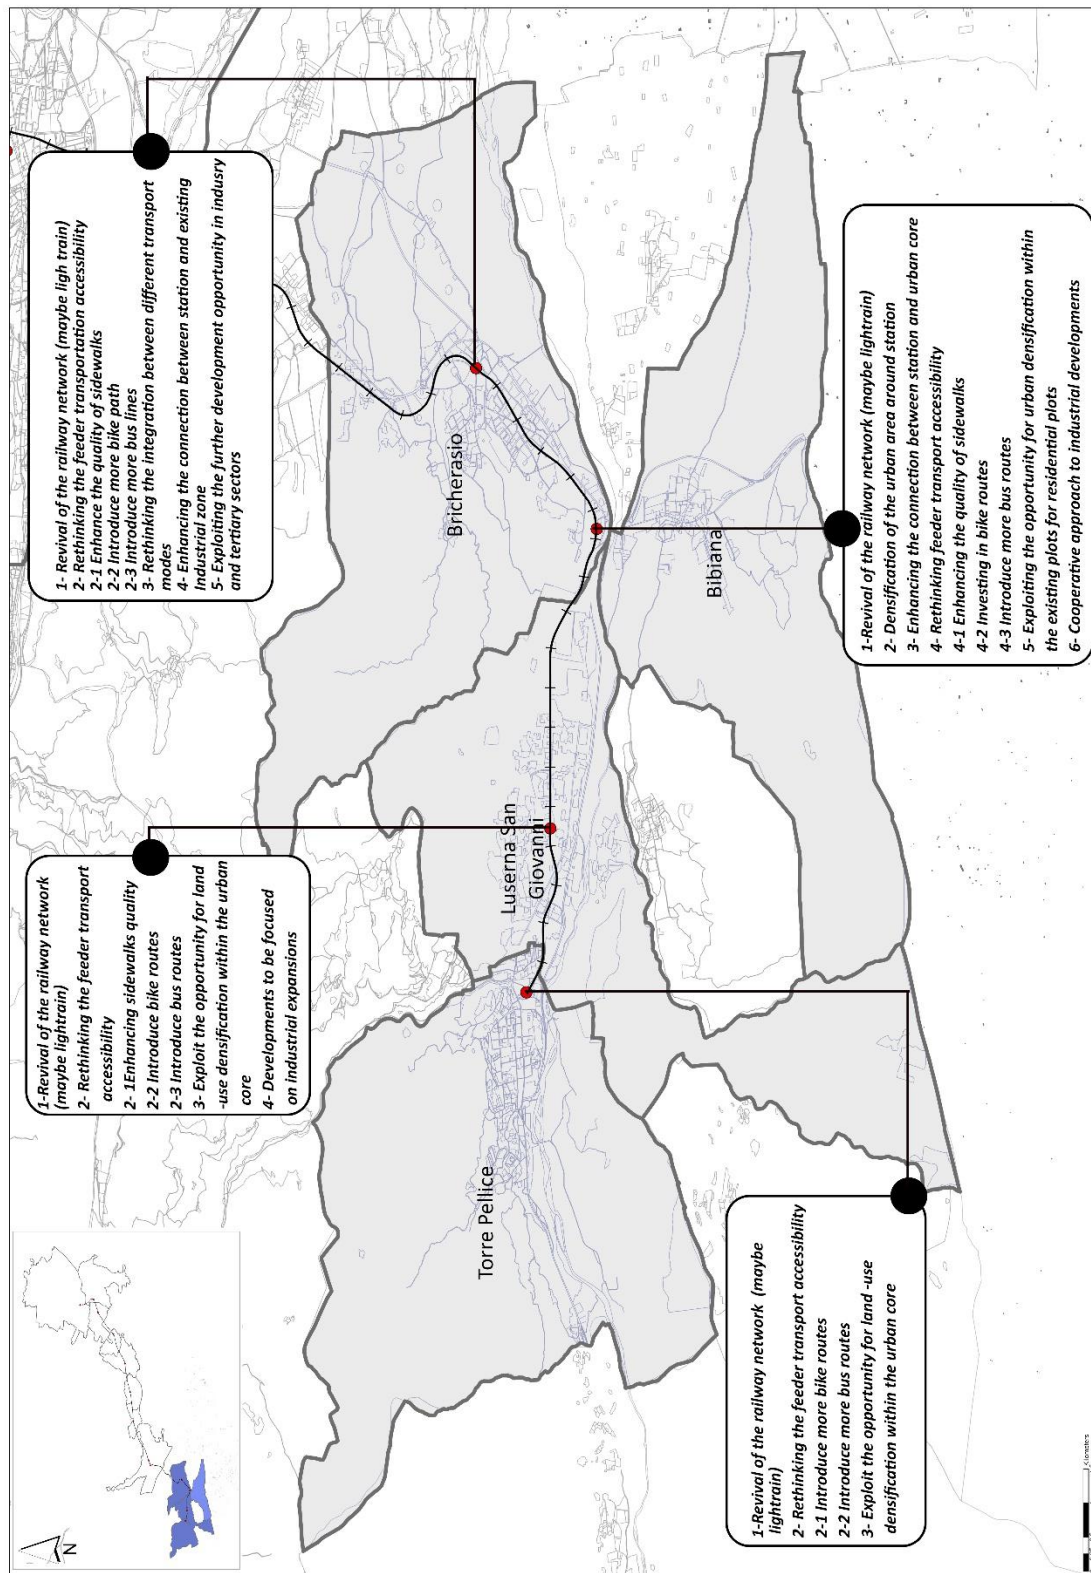 N
1-Revival of the railway network
(maybe lightrain)
2- Rethinking the feeder transport
accessibility
2- 1Enhancing sidewalks quality
2-2 Introduce bike routes
2-3 Introduce bus routes
3- Exploit the opportunity for land
-use densification within the urban
core
4- Developments to be focused
on industrial expansions
1- Revival of the railway network (maybe ligh train)
2- Rethinking the feeder transportation accessibility
2-1 Enhance the quality of sidewalks
2-2 Introduce more bike path
2-3 Introduce more bus lines
3- Rethinking the integration between different transport
modes
4- Enhancing the connection between station and existing
Industrial zone
5- Exploiting the further development opportunity in indusry
and tertiary sectors
Torre Pellice
Luserna San
Giovanni
Bricherasio
Bibiana
1-Revival of the railway network (maybe
lightrain)
2- Rethinking the feeder transport accessibility
2-1 Introduce more bike routes
2-2 Introduce more bus routes
3- Exploit the opportunity for land -use
densification within the urban core
1-Revival of the railway network (maybe lightrain)
2- Densification of the urban area around station
3- Enhancing the connection between station and urban core
4- Rethinking feeder transport accessibility
4-1 Enhancing the quality of sidewalks
4-2 Investing in bike routes
4-3 Introduce more bus routes
5- Exploiting the opportunity for urban densification within
the existing plots for residential plots
6- Cooperative approach to industrial developments
Kilometers